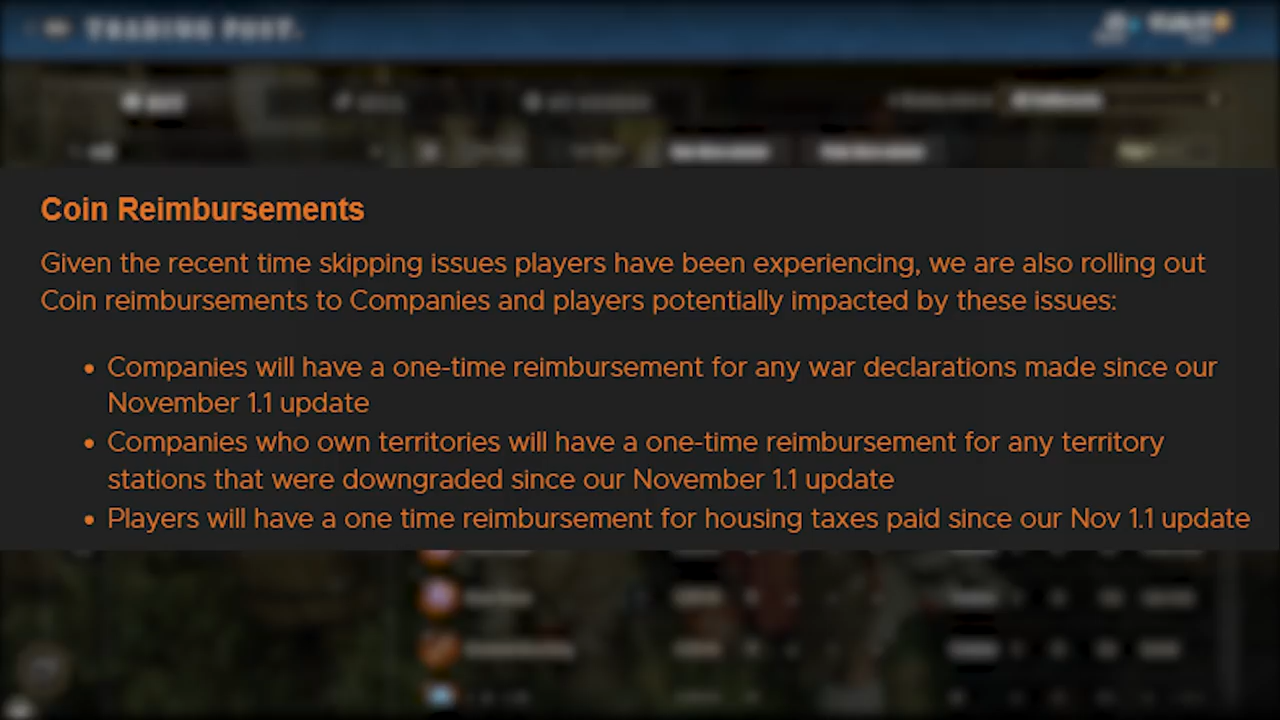 TRADING POST.
Coin Reimbursements
Given the recent time skipping issues players have been experiencing, we are also rolling out
Coin reimbursements to Companies and players potentially impacted by these issues:
• Companies will have a one-time reimbursement for any war declarations made since our
November 1.1 update
• Companies who own territories will have a one-time reimbursement for any territory
stations that were downgraded since our November 1.1 update
• Players will have a one time reimbursement for housing taxes paid since our Nov 1.1 update